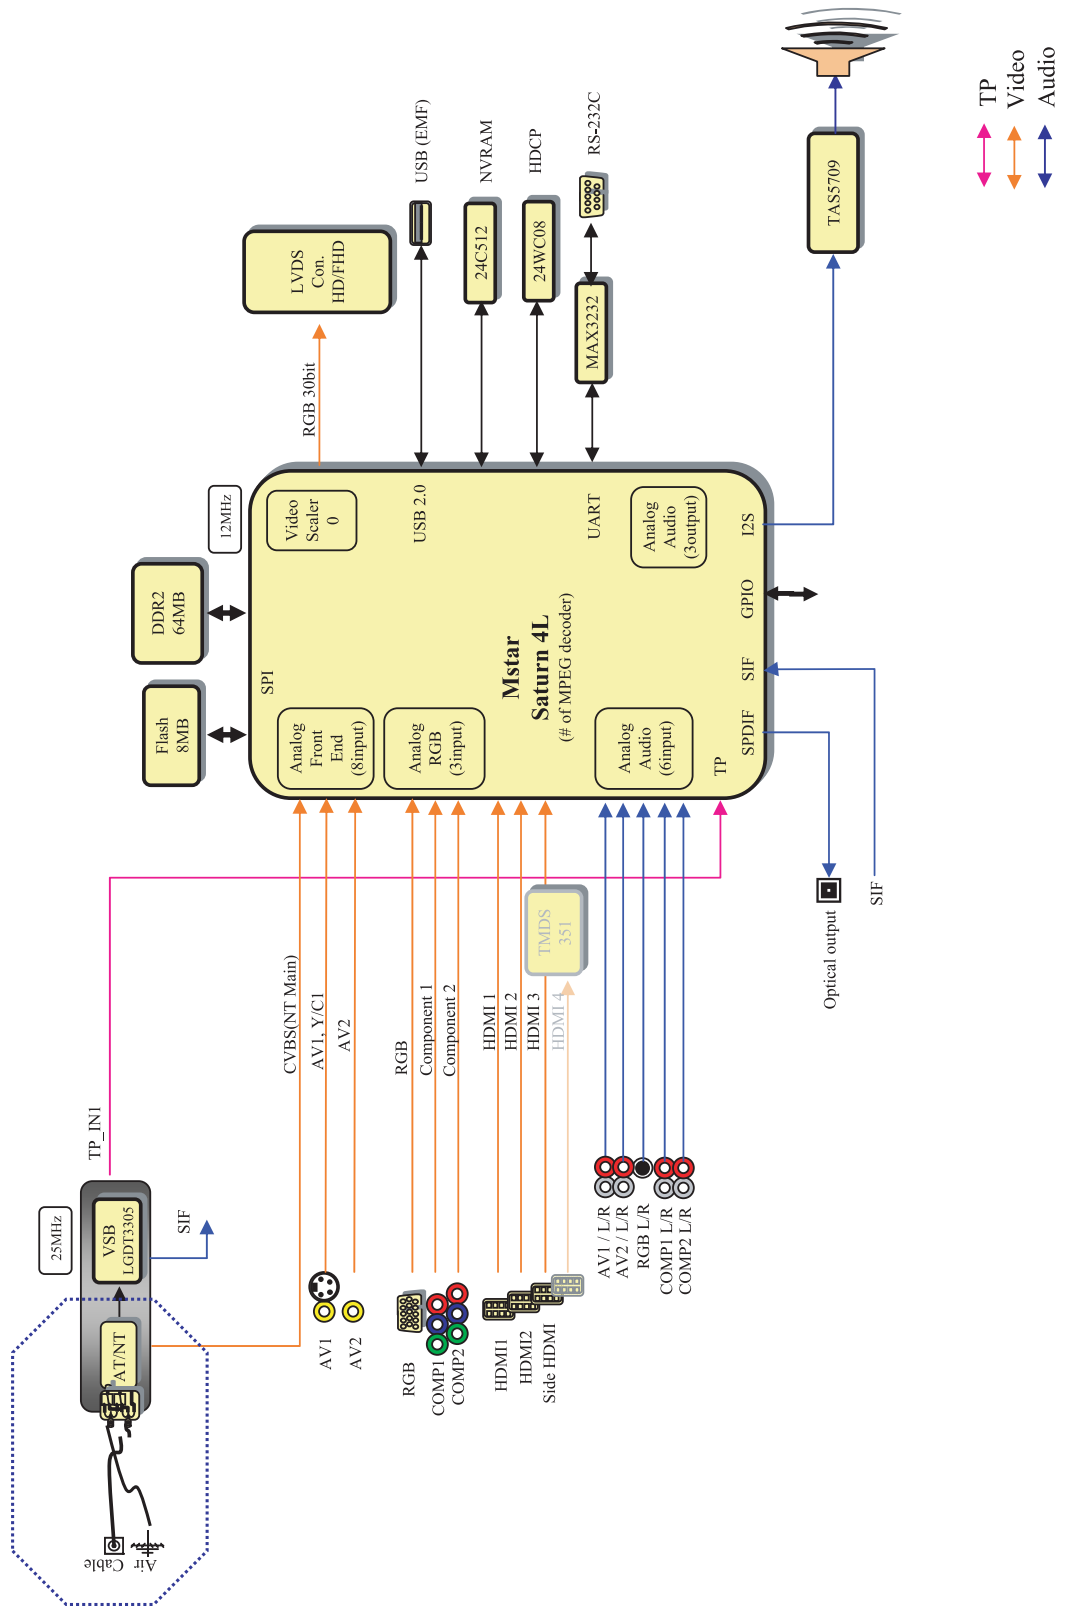 Cable
Air
AT/NT
VSB
LGDT3305
25MHz
TP_IN1
SIF
CVBS(NT Main)
AV1, Y/C1
AV2
RGB
Component 1
Component 2
HDMI 1
HDMI 2
HDMI 3
HDMI 4
TMDS
351
AV1
AV2
RGB
COMP1
COMP2
HDMI1
HDMI2
Side HDMI
AV1 / L/R
AV2 / L/R
RGB L/R
COMP1 L/R
COMP2 L/R
Flash
8MB
DDR2
64MB
12MHz
SPI
Analog
Front
End
(8input)
Analog
RGB
(3input)
Analog
Audio
(6input)
TP
Mstar
Saturn 4L
(# of MPEG decoder)
Video
Scaler
0
USB 2.0
UART
Analog
Audio
(3output)
SPDIF
SIF
GPIO
I2S
Optical output
SIF
RGB 30bit
LVDS
Con.
HD/FHD
USB (EMF)
24C512
NVRAM
24WC08
HDCP
MAX3232
RS-232C
TAS5709
TP
Video
Audio